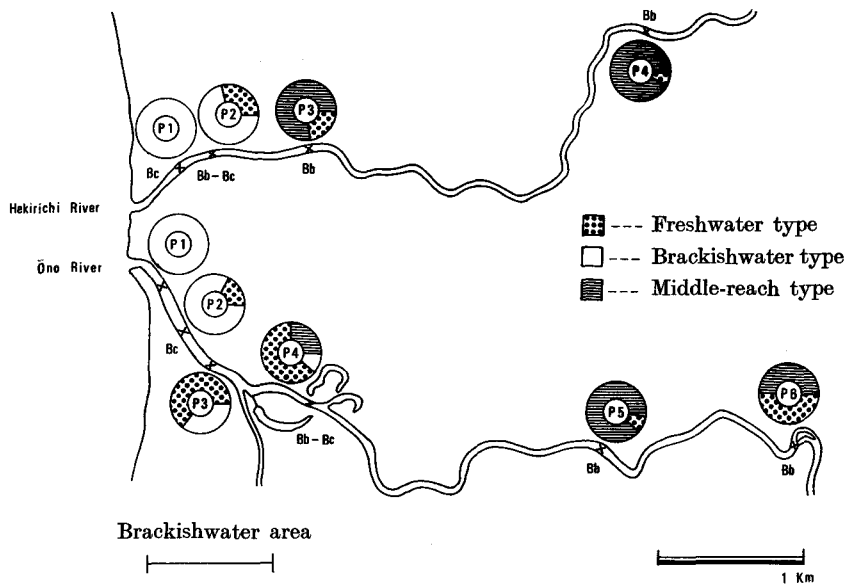 Bb
P4
P3
P2
P1
Bc
Bb–Bc
Bb
Hekirichi River
P1
Freshwater type
Brackishwater type
Middle-reach type
Ōno River
P2
Bc
P4
P3
P5
P6
Bb–Bc
Bb
Bb
Brackishwater area
1 Km